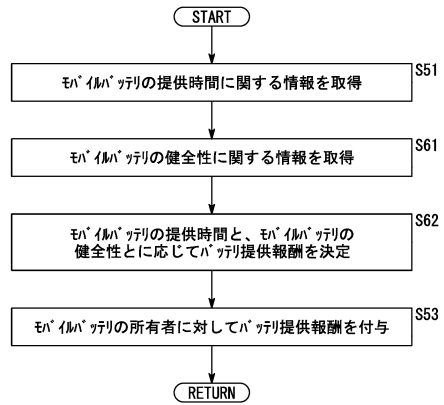 START
S51
ﾓﾊﾞｲﾙﾊﾞｯﾃﾘの提供時間に関する情報を取得
S61
ﾓﾊﾞｲﾙﾊﾞｯﾃﾘの健全性に関する情報を取得
S62
ﾓﾊﾞｲﾙﾊﾞｯﾃﾘの提供時間と、ﾓﾊﾞｲﾙﾊﾞｯﾃﾘの
健全性とに応じてﾊﾞｯﾃﾘ提供報酬を決定
S53
ﾓﾊﾞｲﾙﾊﾞｯﾃﾘの所有者に対してﾊﾞｯﾃﾘ提供報酬を付与
RETURN